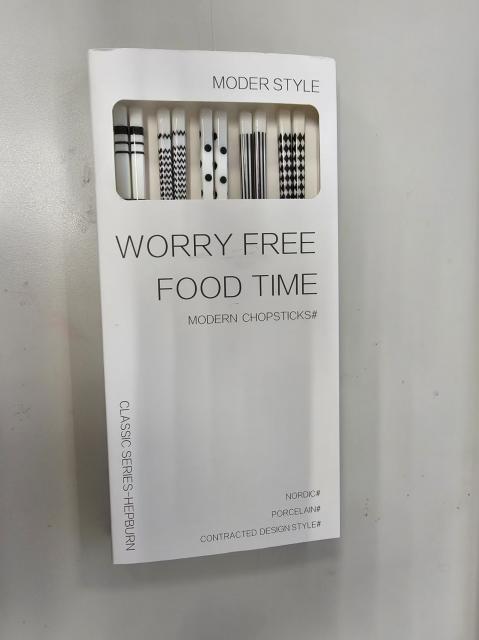 MODER STYLE
WORRY FREE
FOOD TIME
MODERN CHOPSTICKS#
CLASSIC SERIES-HEPBURN
NORDIC#
PORCELAIN#
CONTRACTED DESIGN STYLE#